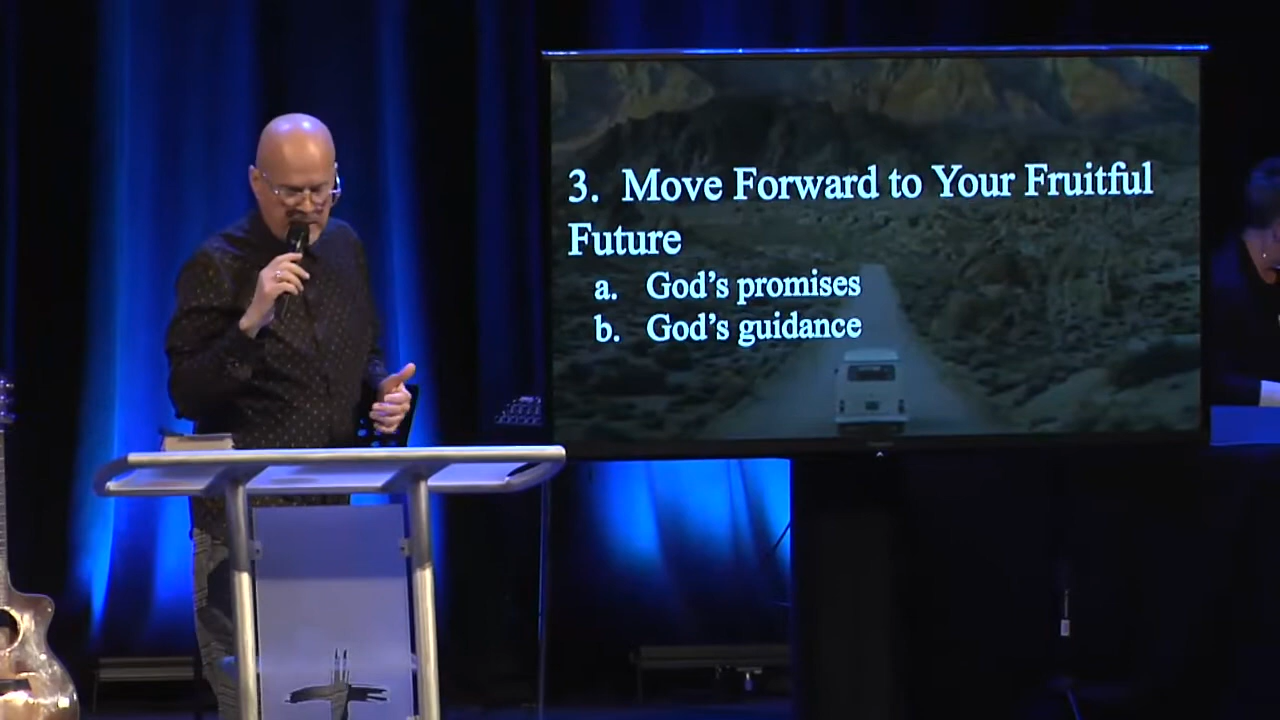 3. Move Forward to Your Fruitful
Future
a. God's promises
b. God's guidance